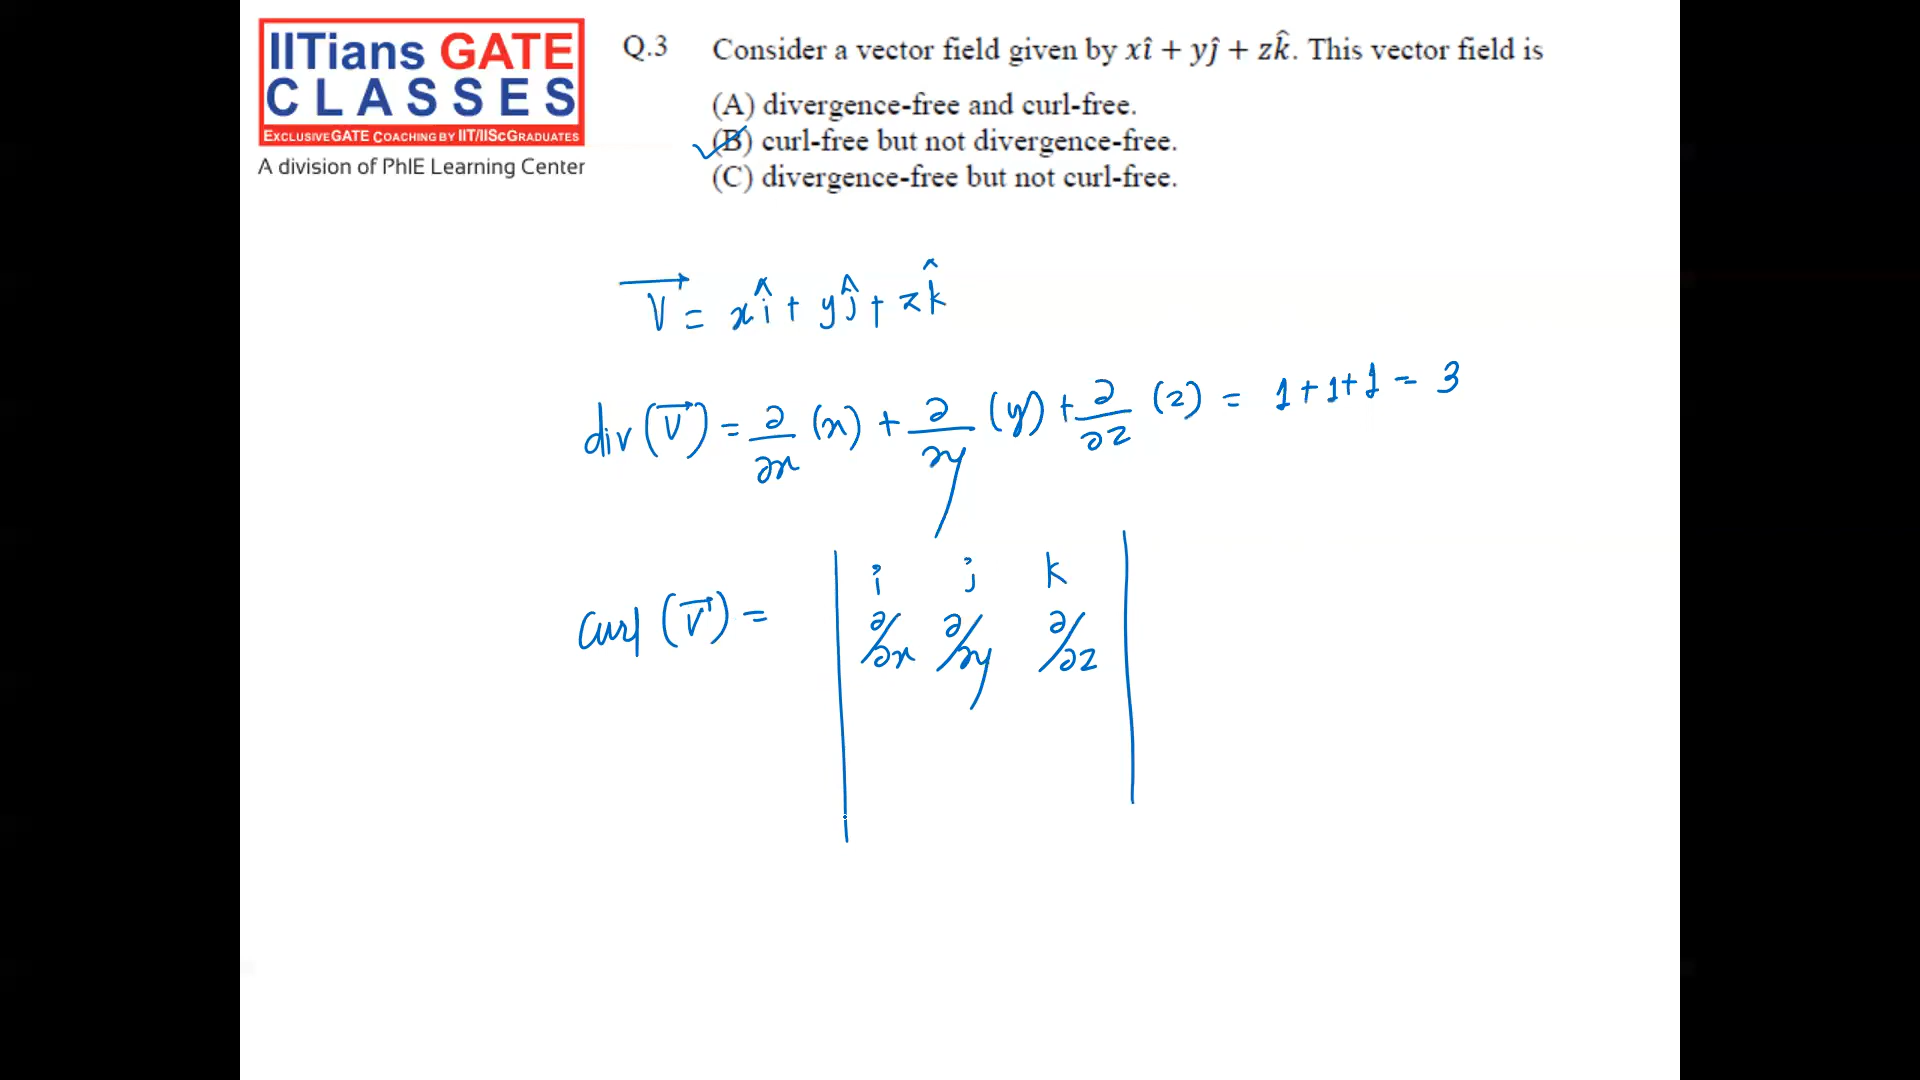 IITians GATE
CLASSES
EXCLUSIVE GATE COACHING BY IIT/IISC GRADUATES
A division of PhIE Learning Center
Q.3 Consider a vector field given by xî + yĵ + zk̂. This vector field is
(A) divergence-free and curl-free.
(B) curl-free but not divergence-free.
(C) divergence-free but not curl-free.
V⃗ = xî + yĵ + zk̂
div(V⃗) = ∂/∂x (x) + ∂/∂y (y) + ∂/∂z (z) = 1+1+1 = 3
curl (V⃗) =
i j k
∂/∂x ∂/∂y ∂/∂z